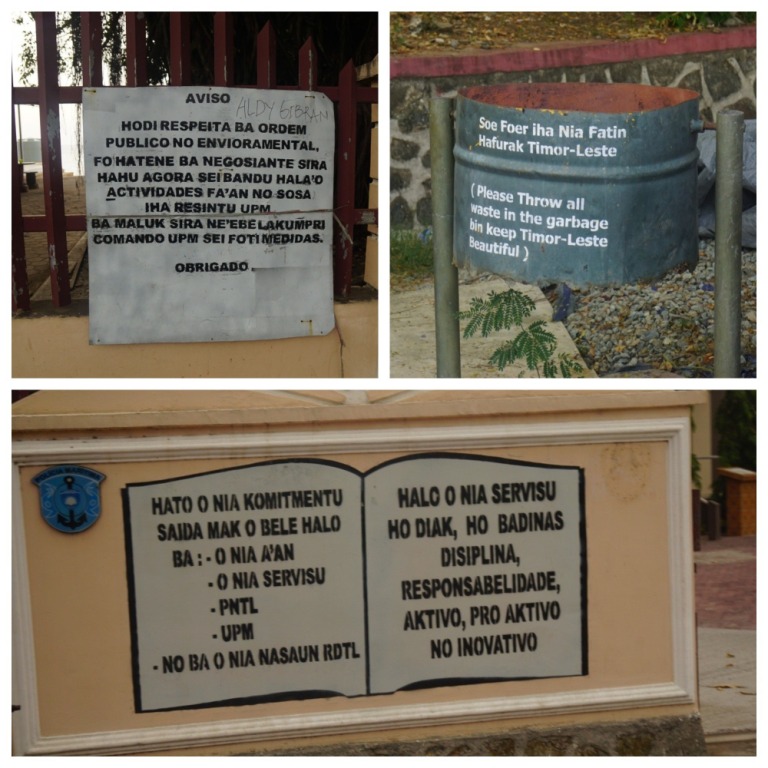 AVISO
ALDY GIBRAN
HODI RESPEITA BA ORDEM
PUBLICO NO ENVIORAMENTAL,
FO HATENE BA NEGOSIANTE SIRA
HAHU AGORA SEI BANDU HALA'O
ACTIVIDADES FA'AN NO SOSA
IHA RESINTU UPM
BA MALUK SIRA NE'EBE LAKUMPRI
COMANDO UPM SEI FOTI MEDIDAS.
OBRIGADO.
Soe Foer iha Nia Fatin
Hafurak Timor-Leste
( Please Throw all
waste in the garbage
bin keep Timor-Leste
Beautiful )
HATO O NIA KOMITMENTU
SAIDA MAK O BELE HALO
BA : - O NIA A'AN
- O NIA SERVISU
- PNTL
- UPM
- NO BA O NIA NASAUN RDTL
HALO O NIA SERVISU
HO DIAK, HO BADINAS
DISIPLINA,
RESPONSABELIDADE,
AKTIVO, PRO AKTIVO
NO INOVATIVO